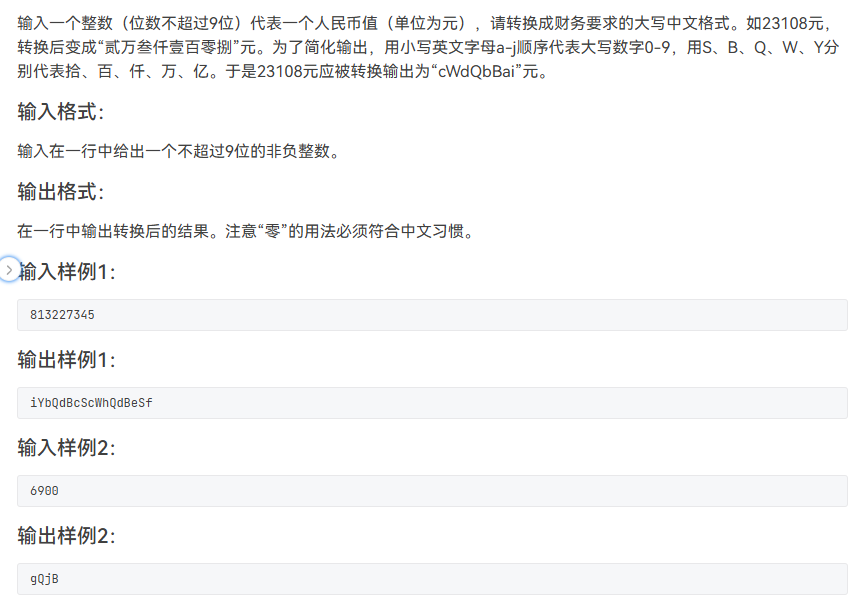 输入一个整数（位数不超过9位）代表一个人民币值（单位为元），请转换成财务要求的大写中文格式。如23108元，
转换后变成“贰万叁仟壹百零捌”元。为了简化输出，用小写英文字母a-j顺序代表大写数字0-9，用S、B、Q、W、Y分
别代表拾、百、仟、万、亿。于是23108元应被转换输出为“cWdQbBai”元。
输入格式：
输入在一行中给出一个不超过9位的非负整数。
输出格式：
在一行中输出转换后的结果。注意“零”的用法必须符合中文习惯。
输入样例1：
813227345
输出样例1：
iYbQdBcScWhQdBeSf
输入样例2：
6900
输出样例2：
gQjB